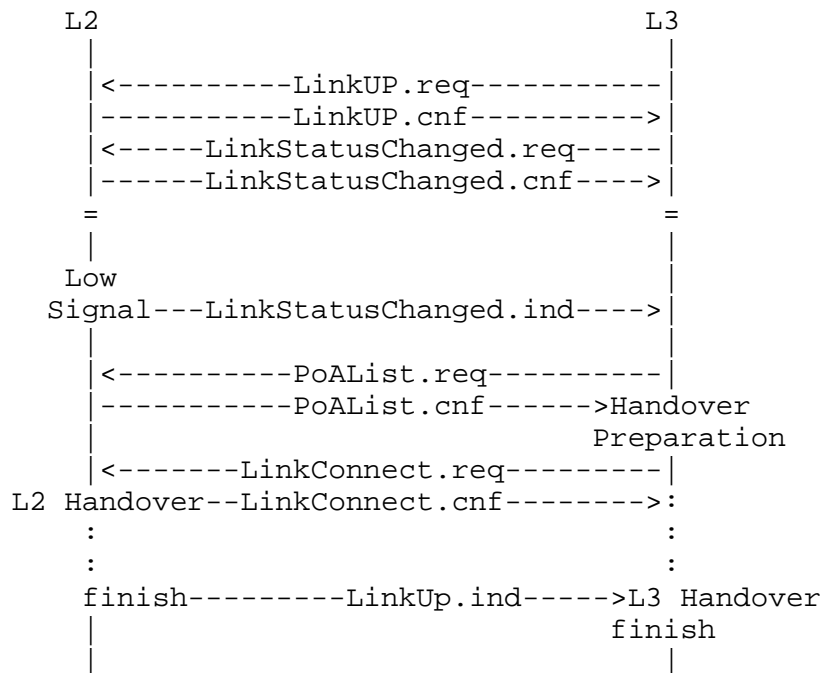 L2                             L3
 |                              |
 |<----------LinkUP.req-----------|
 |-----------LinkUP.cnf---------->|
 |<-----LinkStatusChanged.req-----|
 |------LinkStatusChanged.cnf---->|
 =                              =
 |                              |
Low                             |
Signal---LinkStatusChanged.ind---->|
 |                              |
 |<----------PoAList.req----------|
 |-----------PoAList.cnf------>Handover
 |                          Preparation
 |<-------LinkConnect.req---------|
L2 Handover--LinkConnect.cnf-------->:
 :                              :
 :                              :
finish---------LinkUp.ind----->L3 Handover
 |                           finish
 |                              |